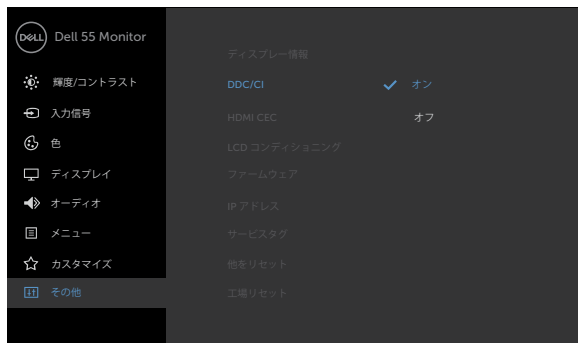 DELL
Dell 55 Monitor
輝度/コントラスト
入力信号
色
ディスプレイ
オーディオ
メニュー
カスタマイズ
その他
ディスプレー情報
DDC/CI
オン
HDMI CEC
オフ
LCD コンディショニング
ファームウェア
IP アドレス
サービスタグ
他をリセット
工場リセット